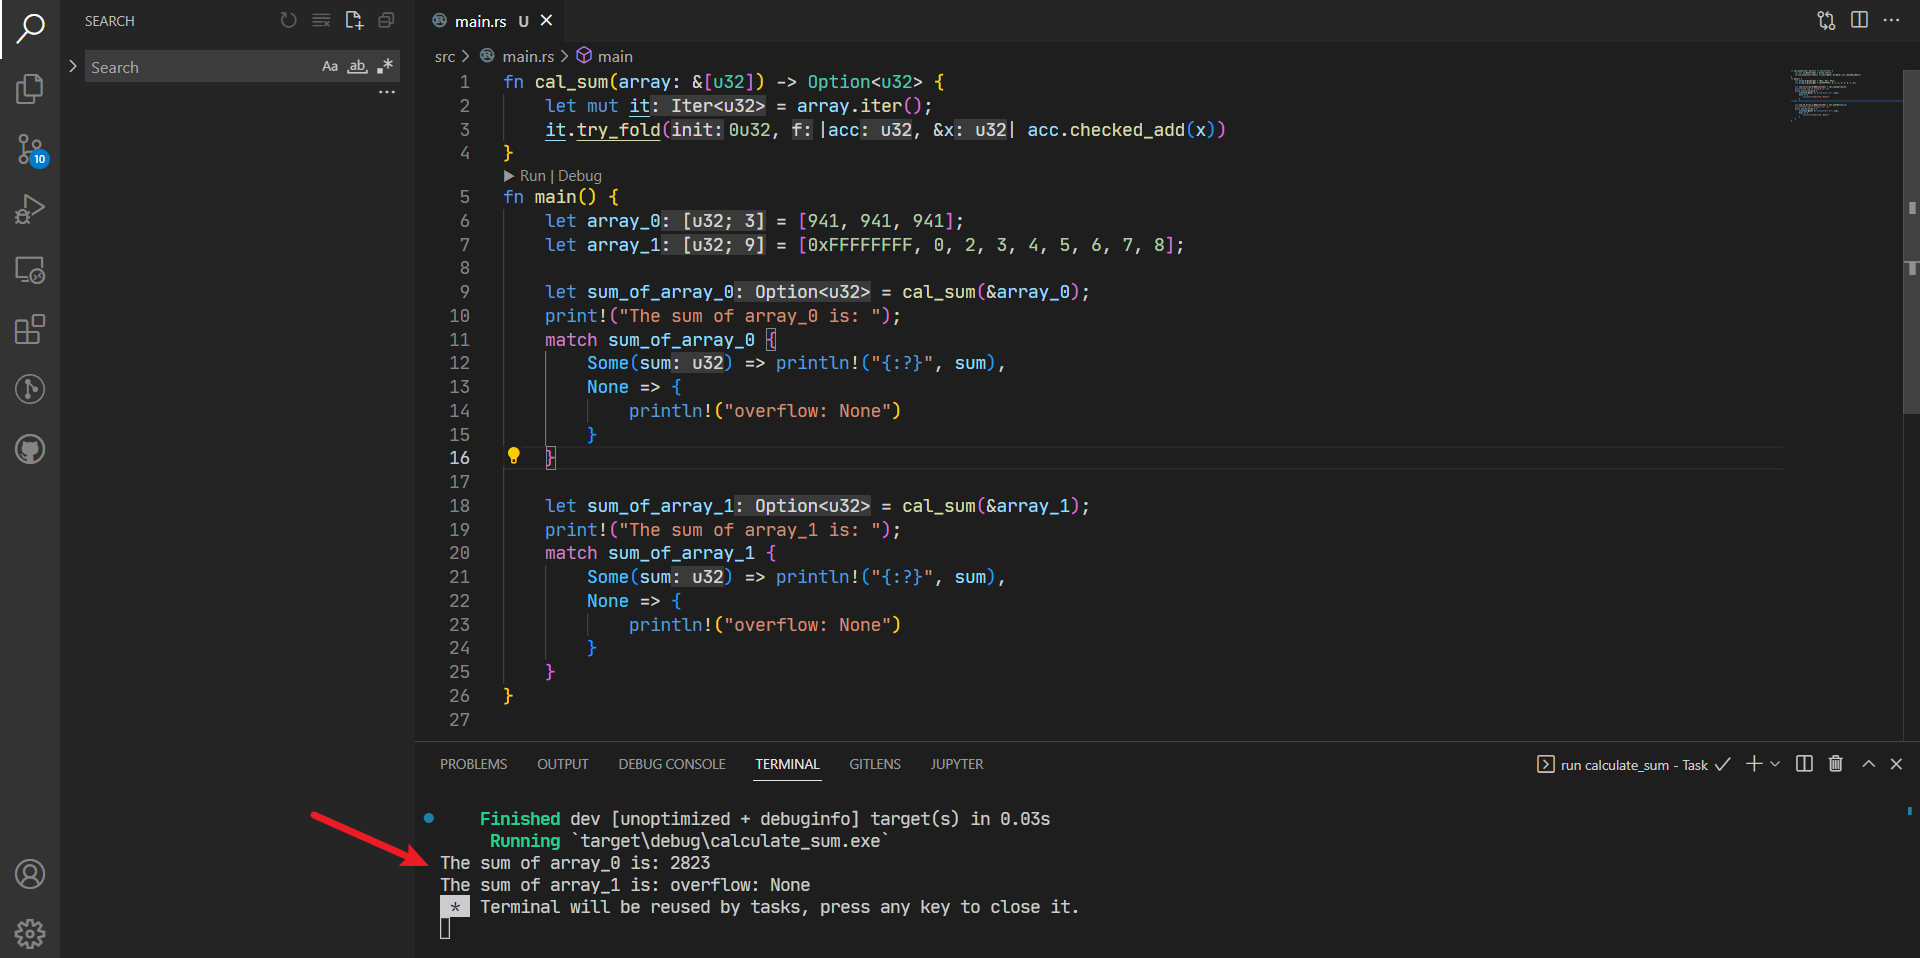 SEARCH
Search
Aa ab .*
10
main.rs U
src > main.rs > main
1 fn cal_sum(array: &[u32]) -> Option<u32> {
2 let mut it: Iter<u32> = array.iter();
3 it.try_fold(init: 0u32, f: |acc: u32, &x: u32| acc.checked_add(x))
4 }
Run | Debug
5 fn main() {
6 let array_0: [u32; 3] = [941, 941, 941];
7 let array_1: [u32; 9] = [0xFFFFFFFF, 0, 2, 3, 4, 5, 6, 7, 8];
8
9 let sum_of_array_0: Option<u32> = cal_sum(&array_0);
10 print!("The sum of array_0 is: ");
11 match sum_of_array_0 {
12 Some(sum: u32) => println!("{:?}", sum),
13 None => {
14 println!("overflow: None")
15 }
16 }
17
18 let sum_of_array_1: Option<u32> = cal_sum(&array_1);
19 print!("The sum of array_1 is: ");
20 match sum_of_array_1 {
21 Some(sum: u32) => println!("{:?}", sum),
22 None => {
23 println!("overflow: None")
24 }
25 }
26 }
27
PROBLEMS OUTPUT DEBUG CONSOLE TERMINAL GITLENS JUPYTER
run calculate_sum - Task
Finished dev [unoptimized + debuginfo] target(s) in 0.03s
Running `target\debug\calculate_sum.exe`
The sum of array_0 is: 2823
The sum of array_1 is: overflow: None
* Terminal will be reused by tasks, press any key to close it.